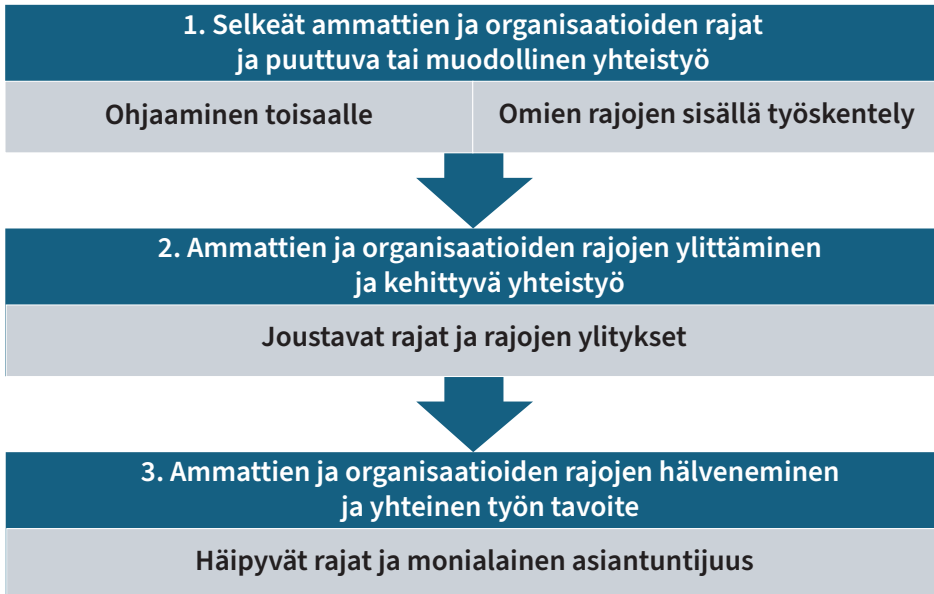 1. Selkeät ammattien ja organisaatioiden rajat
ja puuttuva tai muodollinen yhteistyö
Ohjaaminen toisaalle
Omien rajojen sisällä työskentely
2. Ammattien ja organisaatioiden rajojen ylittäminen
ja kehittyvä yhteistyö
Joustavat rajat ja rajojen ylitykset
3. Ammattien ja organisaatioiden rajojen hälveneminen
ja yhteinen työn tavoite
Häipyvät rajat ja monialainen asiantuntijuus